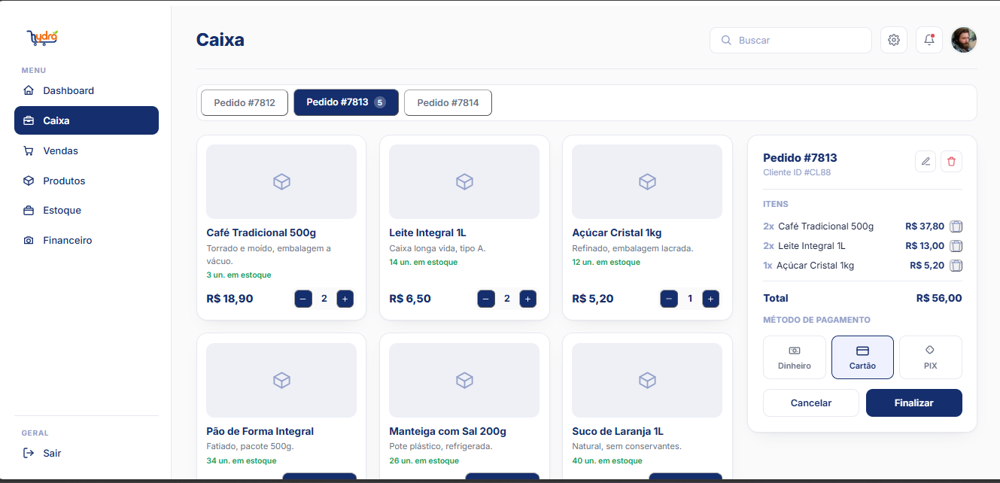 hydro
MENU
Dashboard
Caixa
Vendas
Produtos
Estoque
Financeiro
GERAL
Sair
Caixa
Buscar
Pedido #7812
Pedido #7813 5
Pedido #7814
Café Tradicional 500g
Torrado e moído, embalagem a
vácuo.
3 un. em estoque
R$ 18,90
− 2 +
Leite Integral 1L
Caixa longa vida, tipo A.
14 un. em estoque
R$ 6,50
− 2 +
Açúcar Cristal 1kg
Refinado, embalagem lacrada.
12 un. em estoque
R$ 5,20
− 1 +
Pão de Forma Integral
Fatiado, pacote 500g.
34 un. em estoque
Manteiga com Sal 200g
Pote plástico, refrigerada.
26 un. em estoque
Suco de Laranja 1L
Natural, sem conservantes.
40 un. em estoque
Pedido #7813
Cliente ID #CL88
ITENS
2x Café Tradicional 500g R$ 37,80
2x Leite Integral 1L R$ 13,00
1x Açúcar Cristal 1kg R$ 5,20
Total R$ 56,00
MÉTODO DE PAGAMENTO
Dinheiro
Cartão
PIX
Cancelar
Finalizar